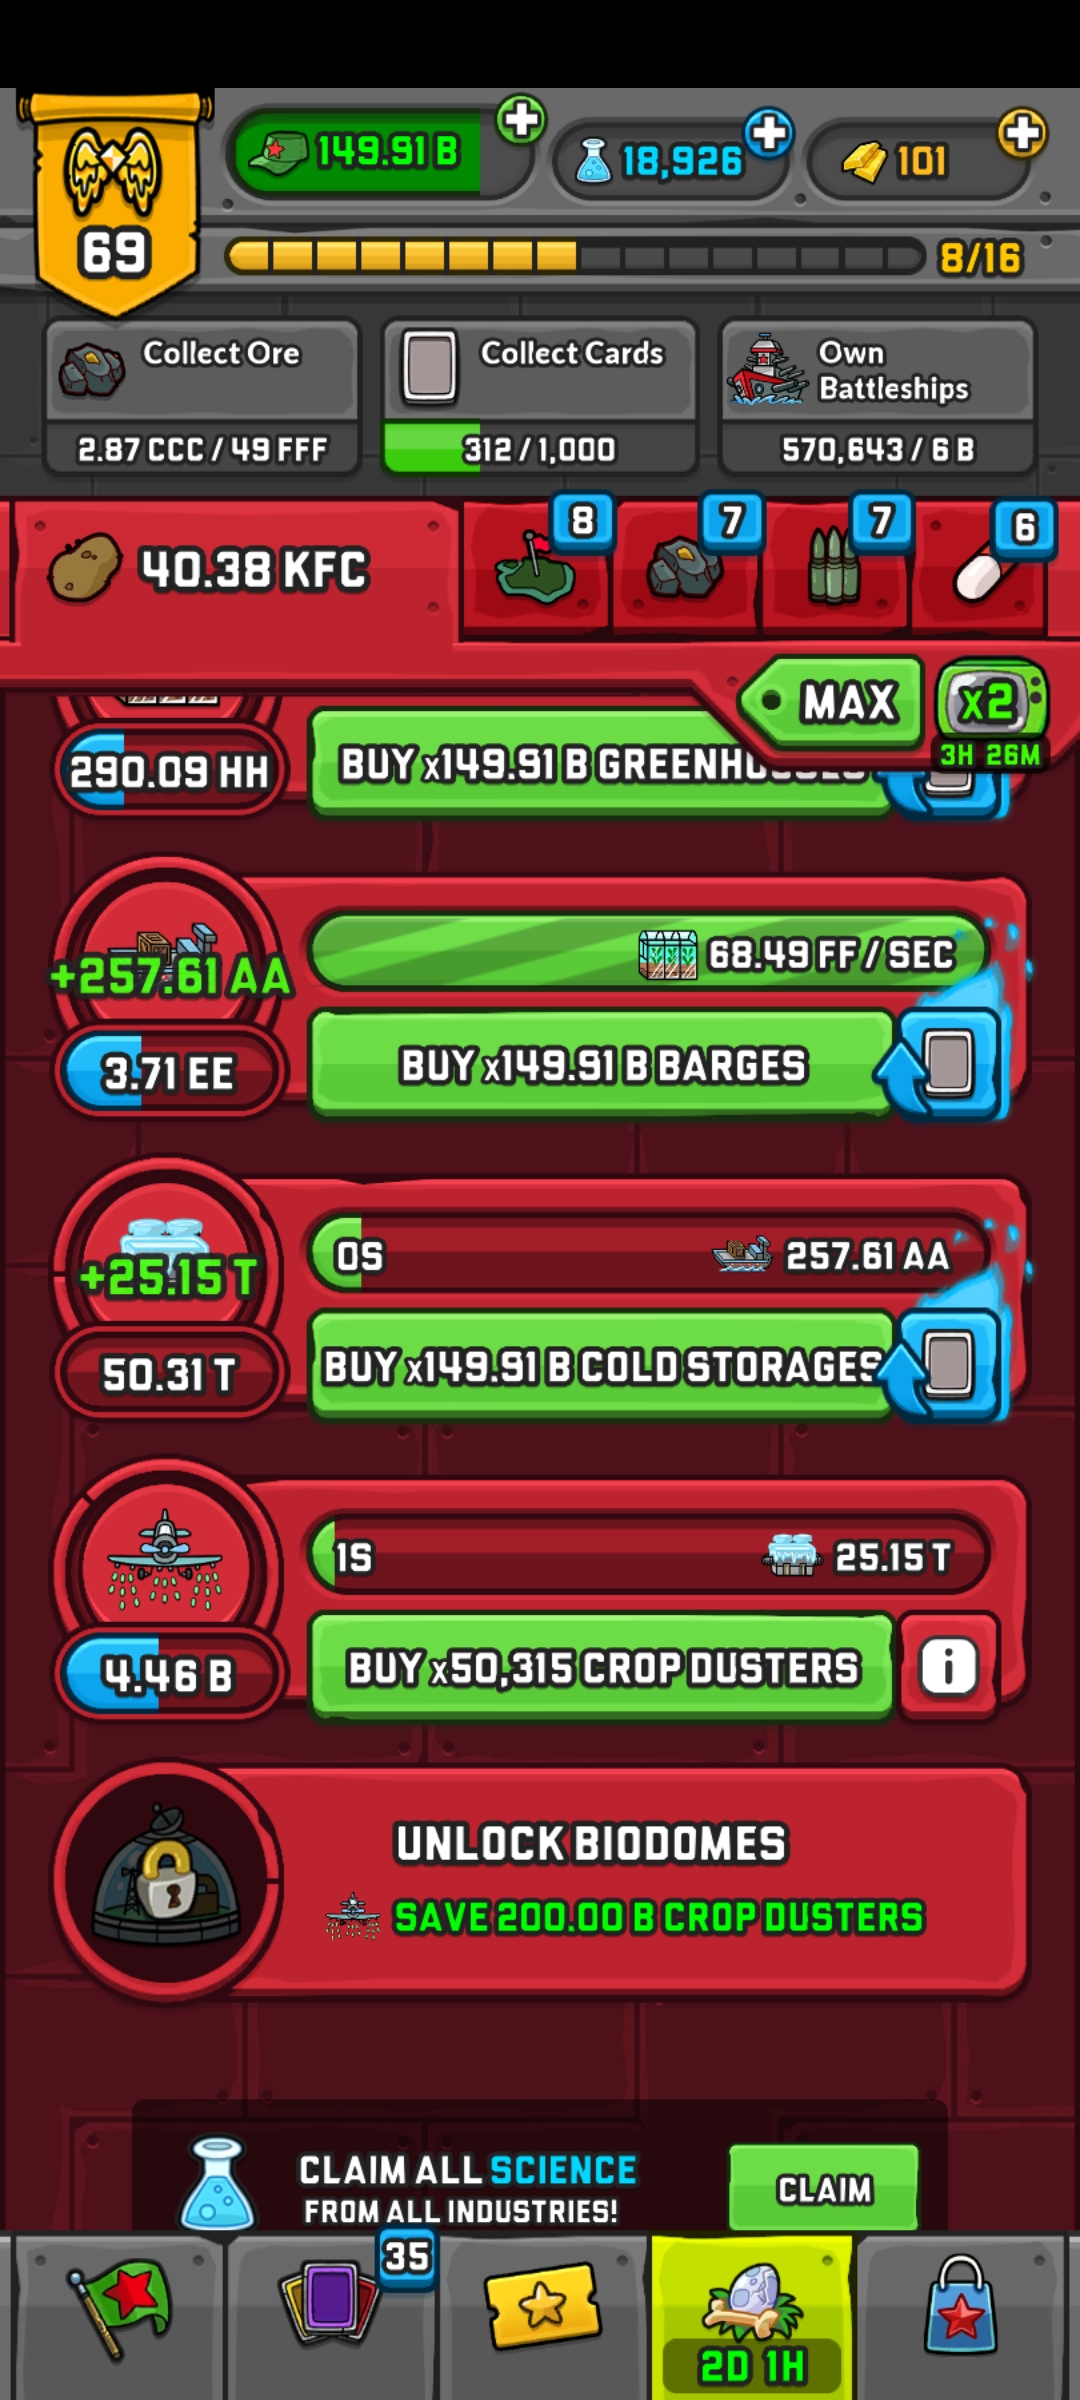 149.91 B
18,926
101
69
8/16
Collect Ore
2.87 CCC / 49 FFF
Collect Cards
312 / 1,000
Own
Battleships
570,643 / 6 B
40.38 KFC
8
7
7
6
MAX
x2
3H 26M
290.09 HH
BUY x149.91 B GREENHOUSES
+257.61 AA
68.49 FF / SEC
3.71 EE
BUY x149.91 B BARGES
+25.15 T
0S
257.61 AA
50.31 T
BUY x149.91 B COLD STORAGES
1S
25.15 T
4.46 B
BUY x50,315 CROP DUSTERS
i
UNLOCK BIODOMES
SAVE 200.00 B CROP DUSTERS
CLAIM ALL SCIENCE
FROM ALL INDUSTRIES!
CLAIM
35
2D 1H